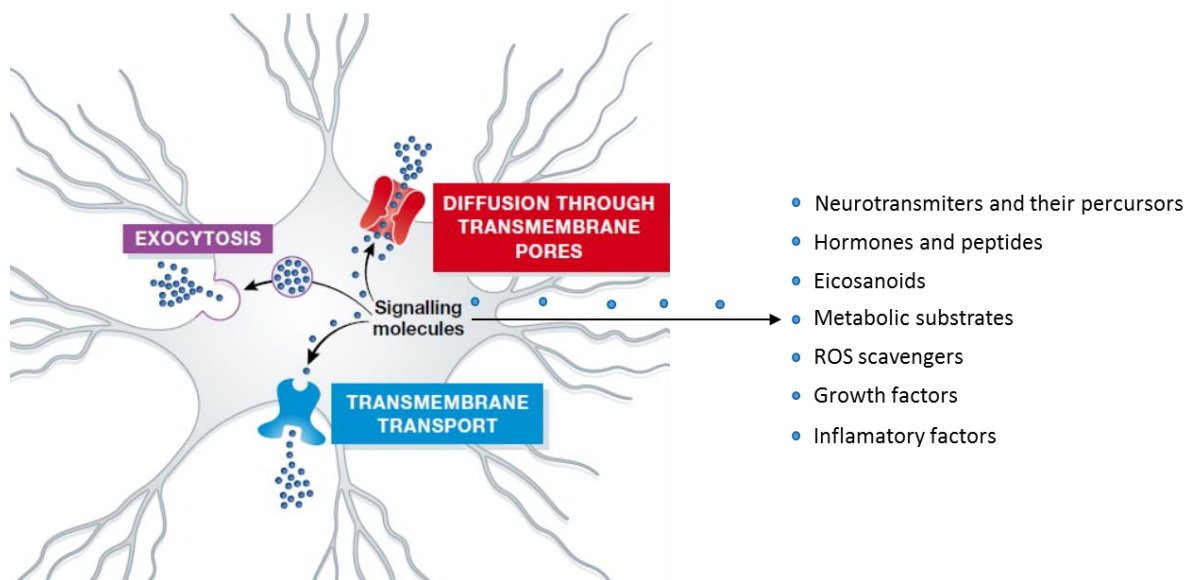 EXOCYTOSIS
DIFFUSION THROUGH
TRANSMEMBRANE
PORES
Signalling
molecules
TRANSMEMBRANE
TRANSPORT
Neurotransmiters and their percursors
Hormones and peptides
Eicosanoids
Metabolic substrates
ROS scavengers
Growth factors
Inflamatory factors